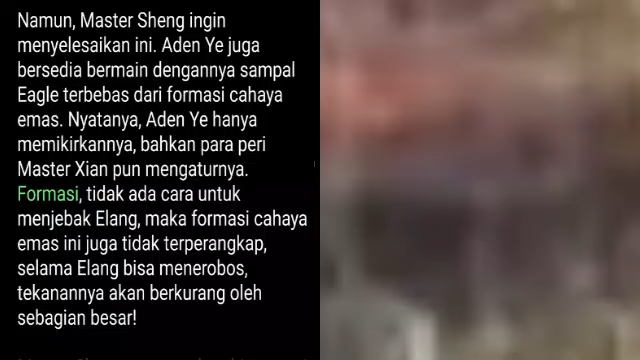 Namun, Master Sheng ingin
menyelesaikan ini. Aden Ye juga
bersedia bermain dengannya sampal
Eagle terbebas dari formasi cahaya
emas. Nyatanya, Aden Ye hanya
memikirkannya, bahkan para peri
Master Xian pun mengaturnya.
Formasi, tidak ada cara untuk
menjebak Elang, maka formasi cahaya
emas ini juga tidak terperangkap,
selama Elang bisa menerobos,
tekanannya akan berkurang oleh
sebagian besar!